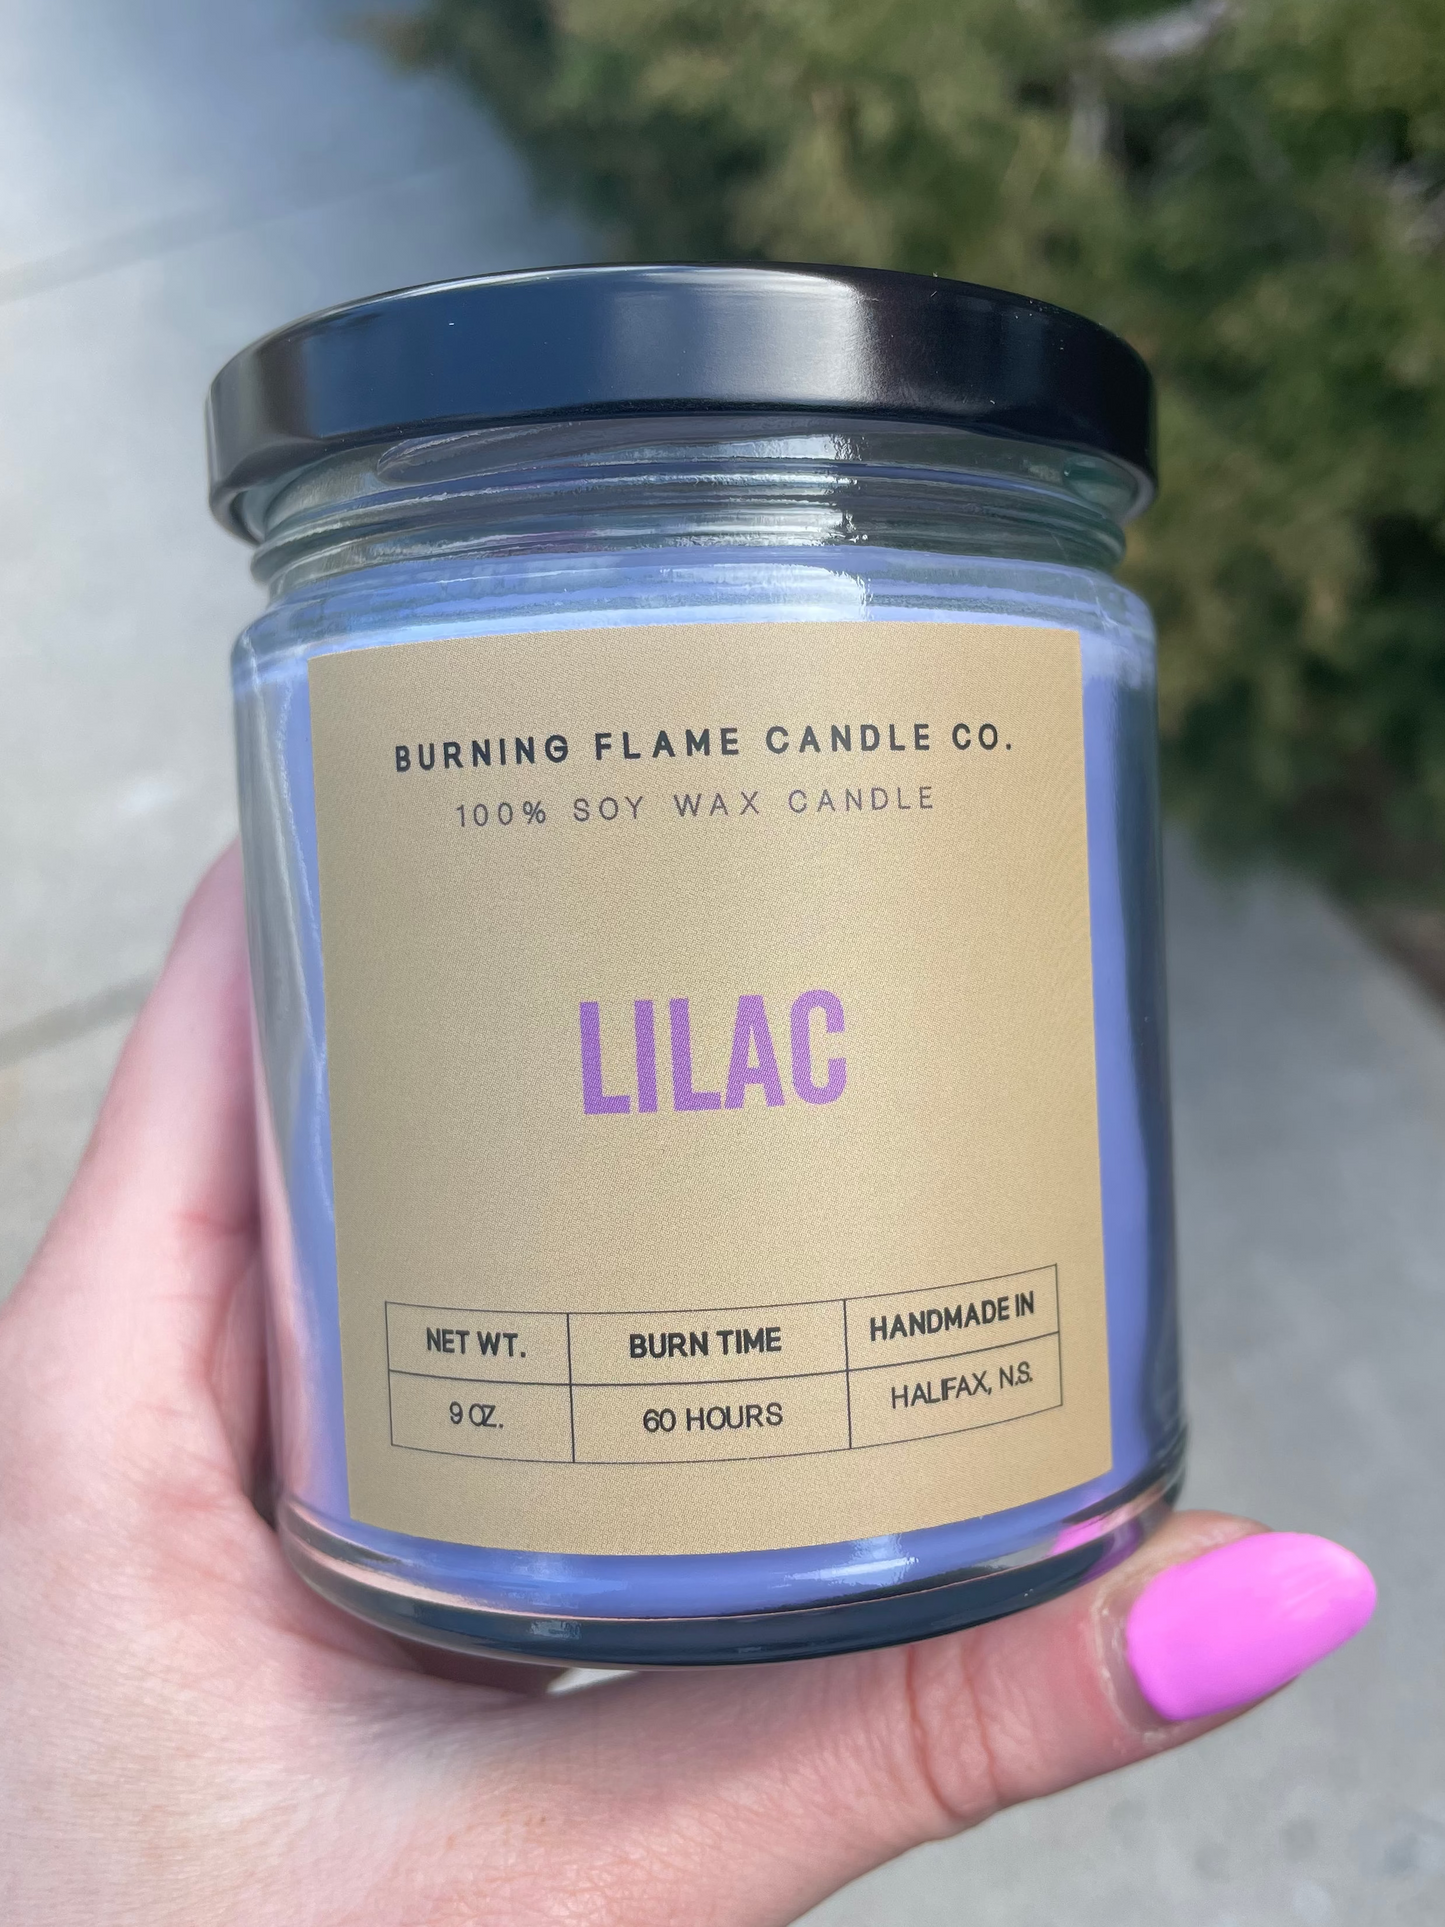 BURNING FLAME CANDLE CO.
100% SOY WAX CANDLE
LILAC
NET WT. BURN TIME HANDMADE IN
9 OZ. 60 HOURS HALIFAX, N.S.